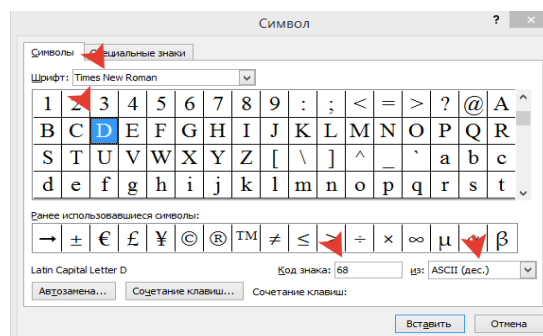 Символ ? ×
Символы Специальные знаки
Шрифт: Times New Roman
1 2 3 4 5 6 7 8 9 : ; < = > ? @ A
B C D E F G H I J K L M N O P Q R
S T U V W X Y Z [ \ ] ^ _ ` a b c
d e f g h i j k l m n o p q r s t
Ранее использовавшиеся символы:
→ ± € £ ¥ © ® ™ ≠ ≤ ≥ ÷ × ∞ µ α β
Latin Capital Letter D Код знака: 68 из: ASCII (дес.)
Автозамена... Сочетание клавиш... Сочетание клавиш:
Вставить Отмена